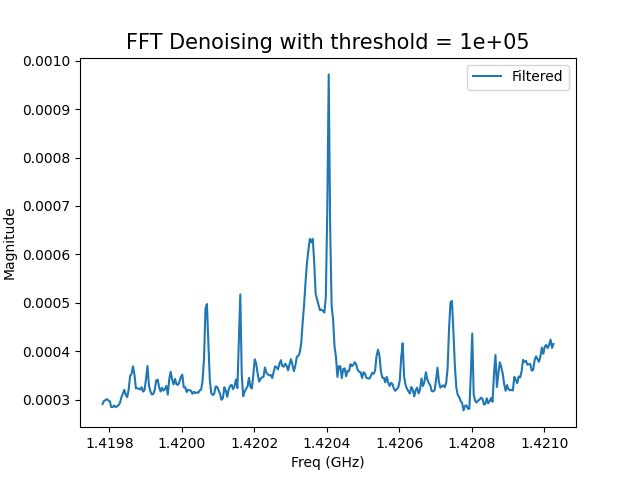 FFT Denoising with threshold = 1e+05
0.0010
0.0009
0.0008
0.0007
0.0006
0.0005
0.0004
0.0003
Magnitude
Filtered
1.4198 1.4200 1.4202 1.4204 1.4206 1.4208 1.4210
Freq (GHz)